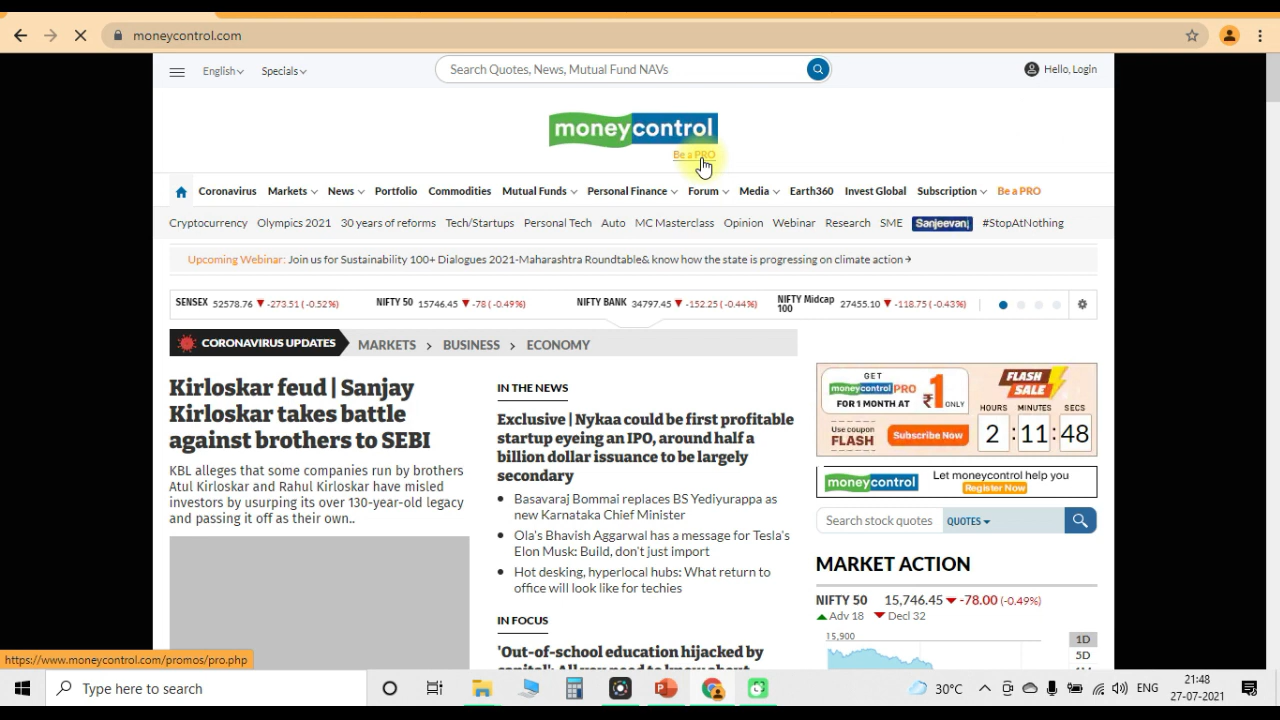 moneycontrol.com
English
Specials
Search Quotes, News, Mutual Fund NAVs
Hello, Login
moneycontrol
Be a PRO
Coronavirus Markets News Portfolio Commodities Mutual Funds Personal Finance Forum Media Earth360 Invest Global Subscription Be a PRO
Cryptocurrency Olympics 2021 30 years of reforms Tech/Startups Personal Tech Auto MC Masterclass Opinion Webinar Research SME Sanjeevani #StopAtNothing
Upcoming Webinar: Join us for Sustainability 100+ Dialogues 2021-Maharashtra Roundtable& know how the state is progressing on climate action
SENSEX 52578.76 -273.51 (-0.52%) NIFTY 50 15746.45 -78 (-0.49%) NIFTY BANK 34797.45 -152.25 (-0.44%) NIFTY Midcap 100 27455.10 -118.75 (-0.43%)
CORONAVIRUS UPDATES MARKETS > BUSINESS > ECONOMY
Kirloskar feud | Sanjay
Kirloskar takes battle
against brothers to SEBI
KBL alleges that some companies run by brothers
Atul Kirloskar and Rahul Kirloskar have misled
investors by usurping its over 130-year-old legacy
and passing it off as their own..
IN THE NEWS
Exclusive | Nykaa could be first profitable
startup eyeing an IPO, around half a
billion dollar issuance to be largely
secondary
Basavaraj Bommai replaces BS Yediyurappa as
new Karnataka Chief Minister
Ola's Bhavish Aggarwal has a message for Tesla's
Elon Musk: Build, don't just import
Hot desking, hyperlocal hubs: What return to
office will look like for techies
IN FOCUS
'Out-of-school education hijacked by
capital': All you need to know about
GET
moneycontrol PRO
FOR 1 MONTH AT ₹1 ONLY
Use coupon
FLASH
Subscribe Now
FLASH
SALE
HOURS MINUTES SECS
2 :11:48
moneycontrol
Let moneycontrol help you
Register Now
Search stock quotes
QUOTES
MARKET ACTION
NIFTY 50 15,746.45 -78.00 (-0.49%)
Adv 18 Decl 32
15,900
1D
5D
https://www.moneycontrol.com/promos/pro.php
Type here to search
30°C
ENG
21:48
27-07-2021